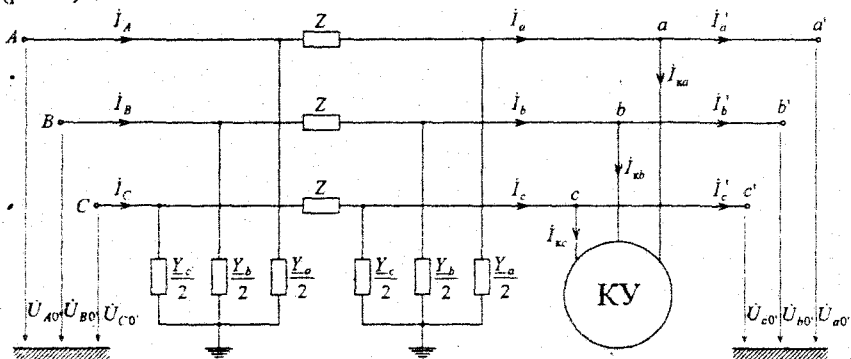 A İ_A Z İ_a a İ'_a a'
İ_кa
B İ_B Z İ_b b İ'_b b'
İ_кb
C İ_C Z İ_c c İ'_c c'
İ_кc
Y_c/2 Y_b/2 Y_a/2 Y_c/2 Y_b/2 Y_a/2 КУ
U̇_A0' U̇_B0' U̇_C0' U̇_c0' U̇_b0' U̇_a0'